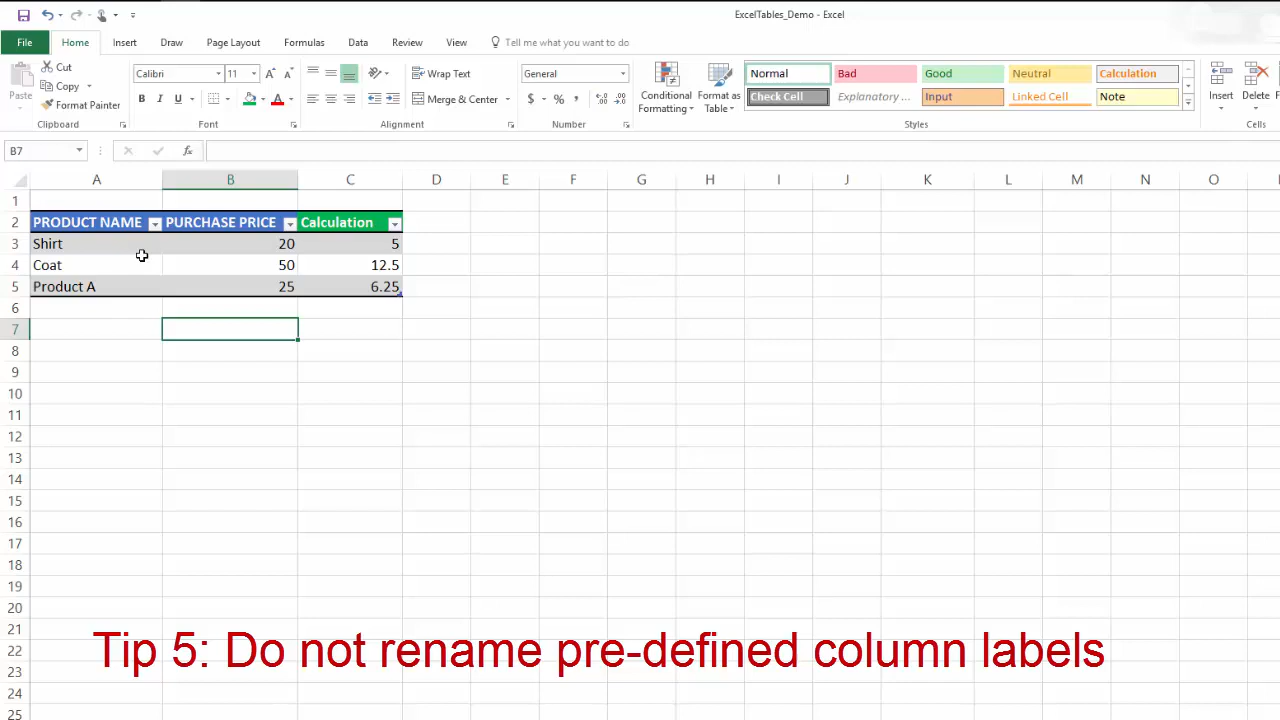 ExcelTables_Demo - Excel
File Home Insert Draw Page Layout Formulas Data Review View Tell me what you want to do
Paste
Cut
Copy
Format Painter
Clipboard
Calibri 11
B I U
Font
Wrap Text
Merge & Center
Alignment
General
$ % ,
Number
Conditional Formatting
Format as Table
Normal Bad Good Neutral Calculation
Check Cell Explanatory ... Input Linked Cell Note
Styles
Insert Delete
Cells
B7 fx
A B C D E F G H I J K L M N O
1
2 PRODUCT NAME PURCHASE PRICE Calculation
3 Shirt 20 5
4 Coat 50 12.5
5 Product A 25 6.25
6
7
8
9
10
11
12
13
14
15
16
17
18
19
20
21
22
23
24
25
Tip 5: Do not rename pre-defined column labels